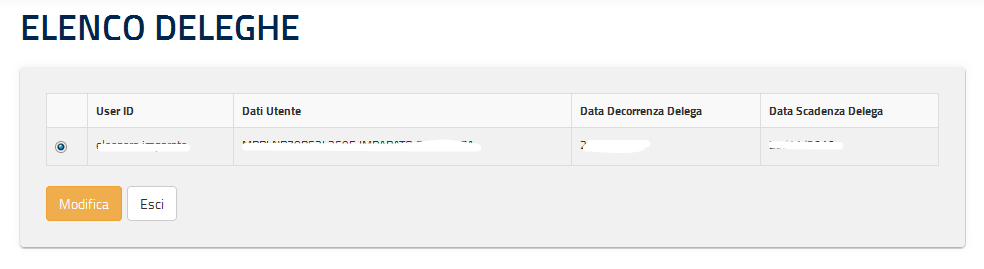 ELENCO DELEGHE
User ID Dati Utente Data Decorrenza Delega Data Scadenza Delega
Modifica Esci